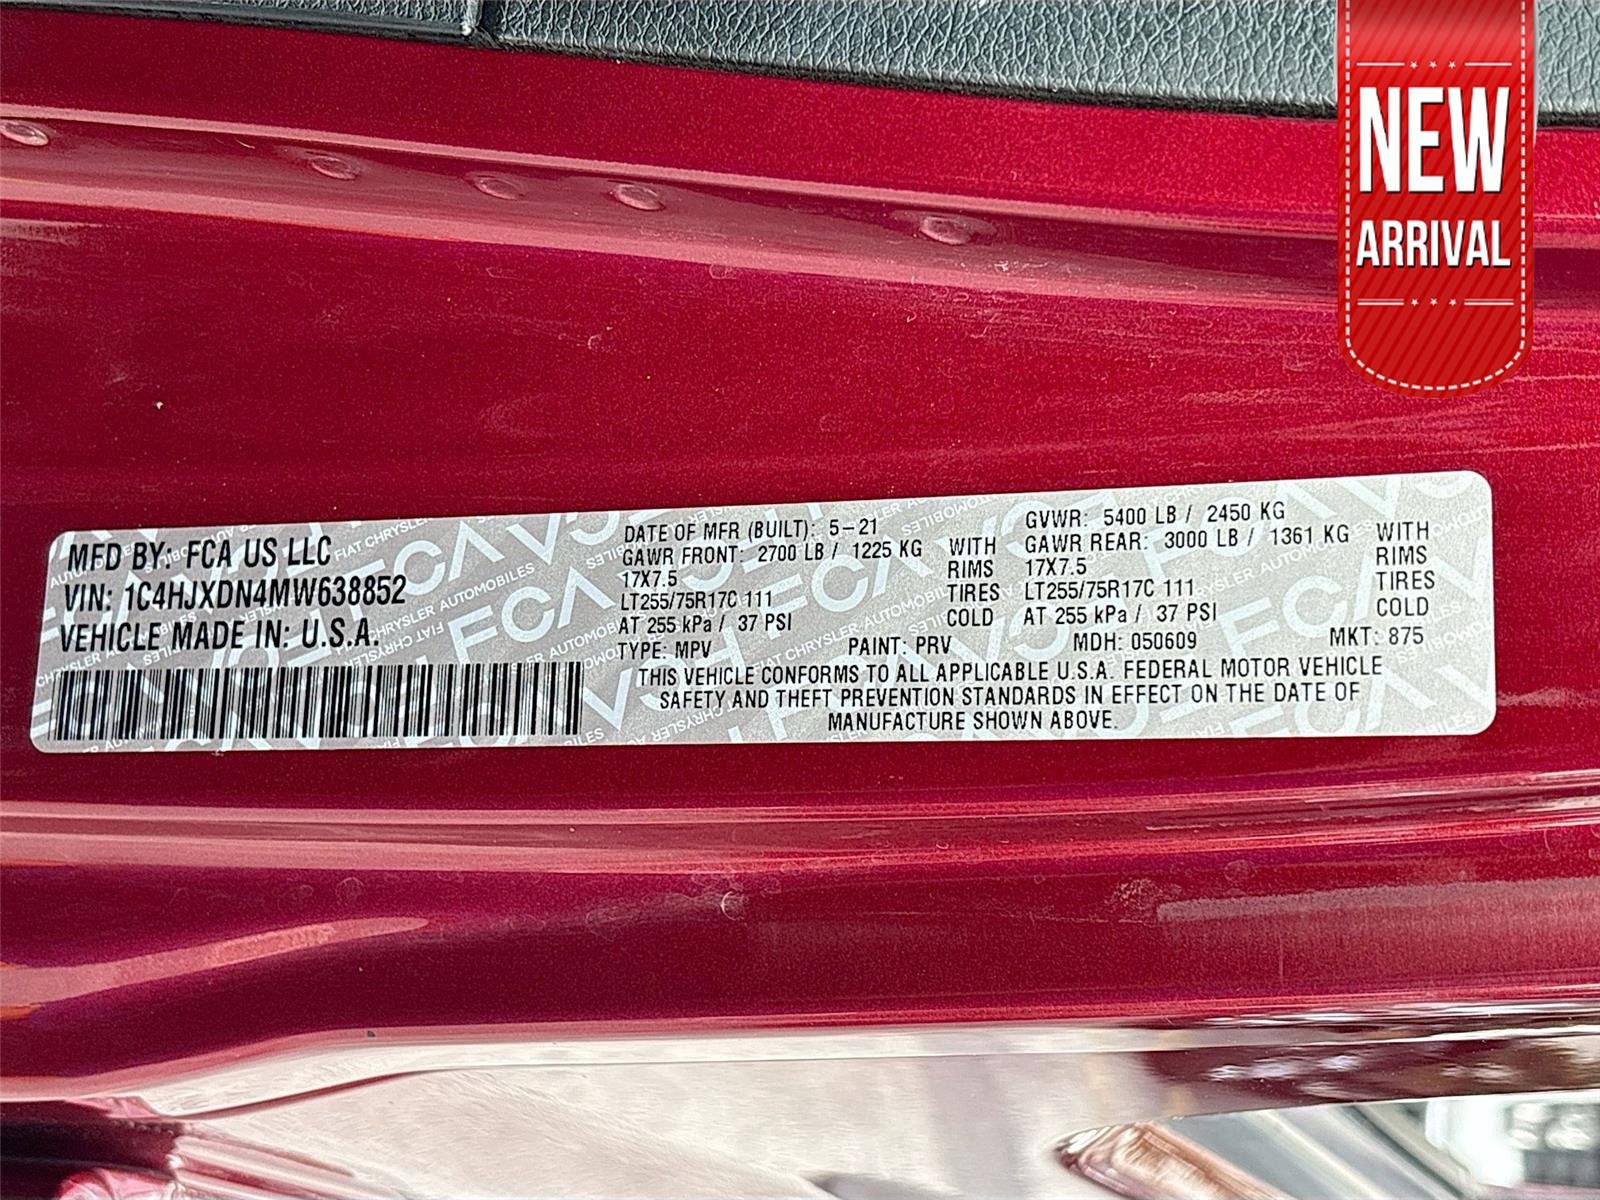 NEW
ARRIVAL
MFD BY: FCA US LLC
VIN: 1C4HJXDN4MW638852
VEHICLE MADE IN: U.S.A.
DATE OF MFR (BUILT): 5-21
GAWR FRONT: 2700 LB / 1225 KG WITH
17X7.5 RIMS
LT255/75R17C 111 TIRES
AT 255 kPa / 37 PSI COLD
GVWR: 5400 LB / 2450 KG
GAWR REAR: 3000 LB / 1361 KG WITH
17X7.5 RIMS
LT255/75R17C 111 TIRES
AT 255 kPa / 37 PSI COLD
TYPE: MPV PAINT: PRV MDH: 050609 MKT: 875
THIS VEHICLE CONFORMS TO ALL APPLICABLE U.S.A. FEDERAL MOTOR VEHICLE
SAFETY AND THEFT PREVENTION STANDARDS IN EFFECT ON THE DATE OF
MANUFACTURE SHOWN ABOVE.